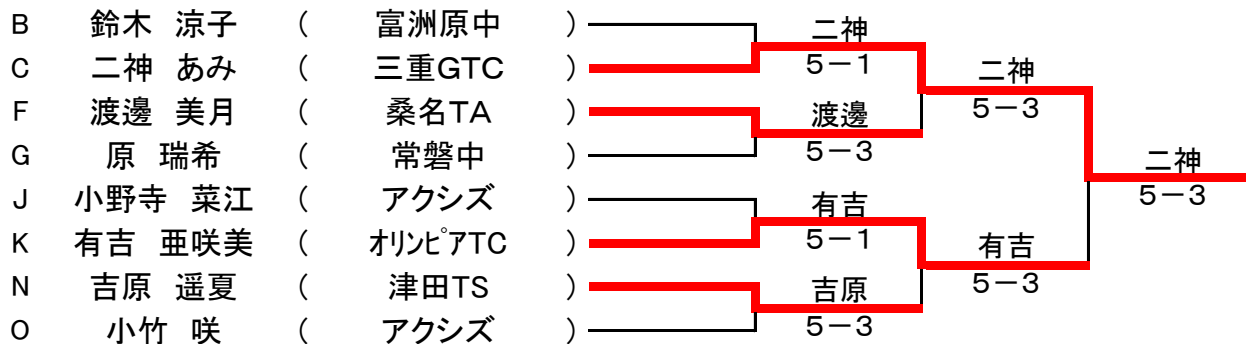 B 鈴木 涼子 ( 富洲原中 )
C 二神 あみ ( 三重GTC )
F 渡邊 美月 ( 桑名TA )
G 原 瑞希 ( 常磐中 )
J 小野寺 菜江 ( アクシズ )
K 有吉 亜咲美 ( オリンピアTC )
N 吉原 遥夏 ( 津田TS )
O 小竹 咲 ( アクシズ )
二神
5-1
渡邊
5-3
有吉
5-1
吉原
5-3
二神
5-3
有吉
5-3
二神
5-3